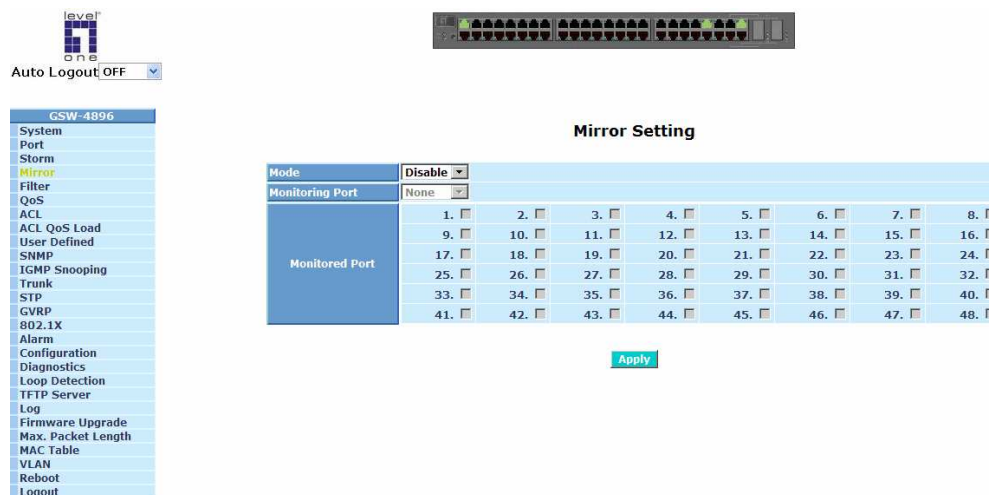 level
one
Auto Logout OFF
GSW-4896
System
Port
Storm
Mirror
Filter
QoS
ACL
ACL QoS Load
User Defined
SNMP
IGMP Snooping
Trunk
STP
GVRP
802.1X
Alarm
Configuration
Diagnostics
Loop Detection
TFTP Server
Log
Firmware Upgrade
Max. Packet Length
MAC Table
VLAN
Reboot
Logout
Mirror Setting
Mode Disable
Monitoring Port None
Monitored Port
1. 2. 3. 4. 5. 6. 7. 8.
9. 10. 11. 12. 13. 14. 15. 16.
17. 18. 19. 20. 21. 22. 23. 24.
25. 26. 27. 28. 29. 30. 31. 32.
33. 34. 35. 36. 37. 38. 39. 40.
41. 42. 43. 44. 45. 46. 47. 48.
Apply